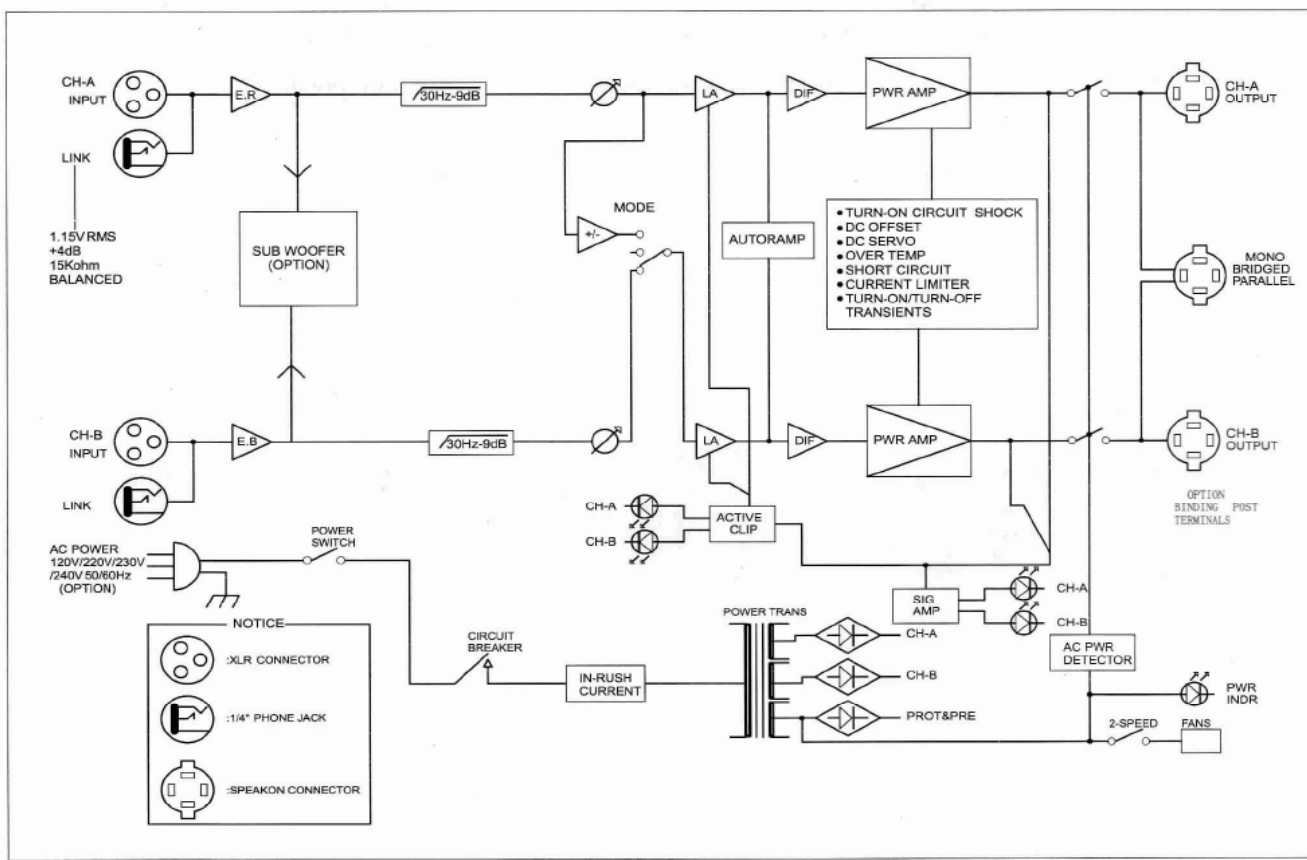 CH-A
INPUT
LINK
1.15V RMS
+4dB
15Kohm
BALANCED
E.R
30Hz-9dB
SUB WOOFER
(OPTION)
+/-
MODE
LA
DIF
PWR AMP
AUTORAMP
• TURN-ON CIRCUIT SHOCK
• DC OFFSET
• DC SERVO
• OVER TEMP
• SHORT CIRCUIT
• CURRENT LIMITER
• TURN-ON/TURN-OFF
TRANSIENTS
CH-A
OUTPUT
MONO
BRIDGED
PARALLEL
CH-B
INPUT
LINK
E.B
30Hz-9dB
LA
DIF
PWR AMP
CH-B
OUTPUT
OPTION
BINDING POST
TERMINALS
CH-A
CH-B
ACTIVE
CLIP
SIG
AMP
CH-A
CH-B
AC POWER
120V/220V/230V
/240V 50/60Hz
(OPTION)
POWER
SWITCH
CIRCUIT
BREAKER
IN-RUSH
CURRENT
POWER TRANS
CH-A
CH-B
PROT&PRE
AC PWR
DETECTOR
PWR
INDR
2-SPEED
FANS
NOTICE
:XLR CONNECTOR
:1/4" PHONE JACK
:SPEAKON CONNECTOR